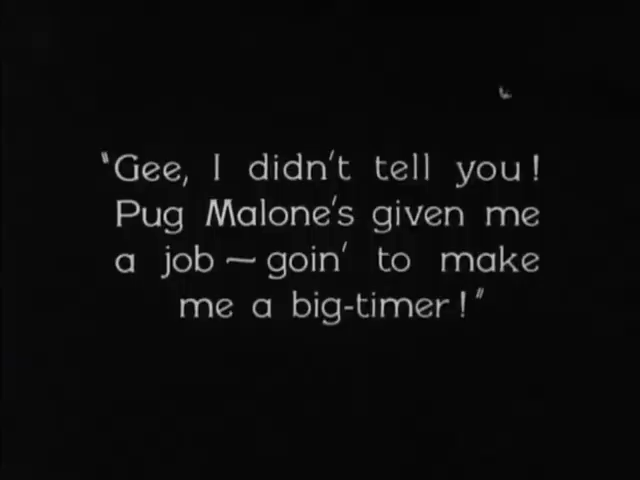 "Gee, I didn't tell you!
Pug Malone's given me
a job — goin' to make
me a big-timer!"